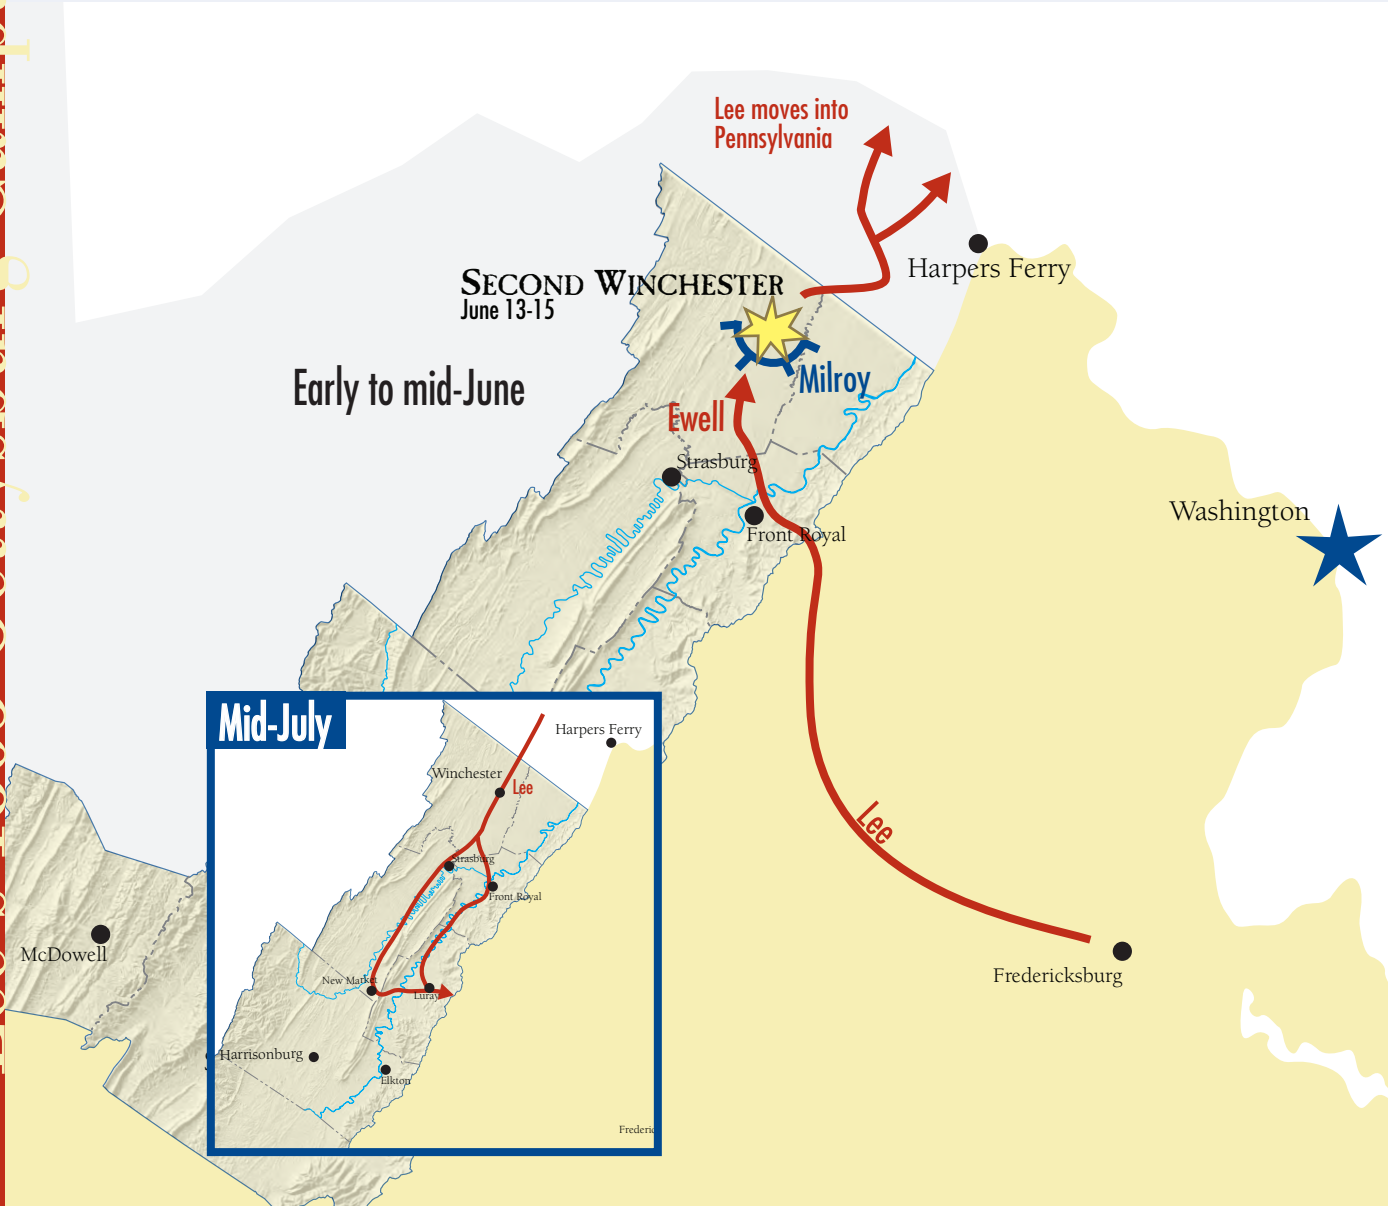 Lee moves into
Pennsylvania
Harpers Ferry
SECOND WINCHESTER
June 13-15
Early to mid-June
Milroy
Ewell
Strasburg
Washington
Front Royal
Lee
Fredericksburg
McDowell
Mid-July
Harpers Ferry
Winchester
Lee
Strasburg
Front Royal
New Market
Luray
Harrisonburg
Elkton